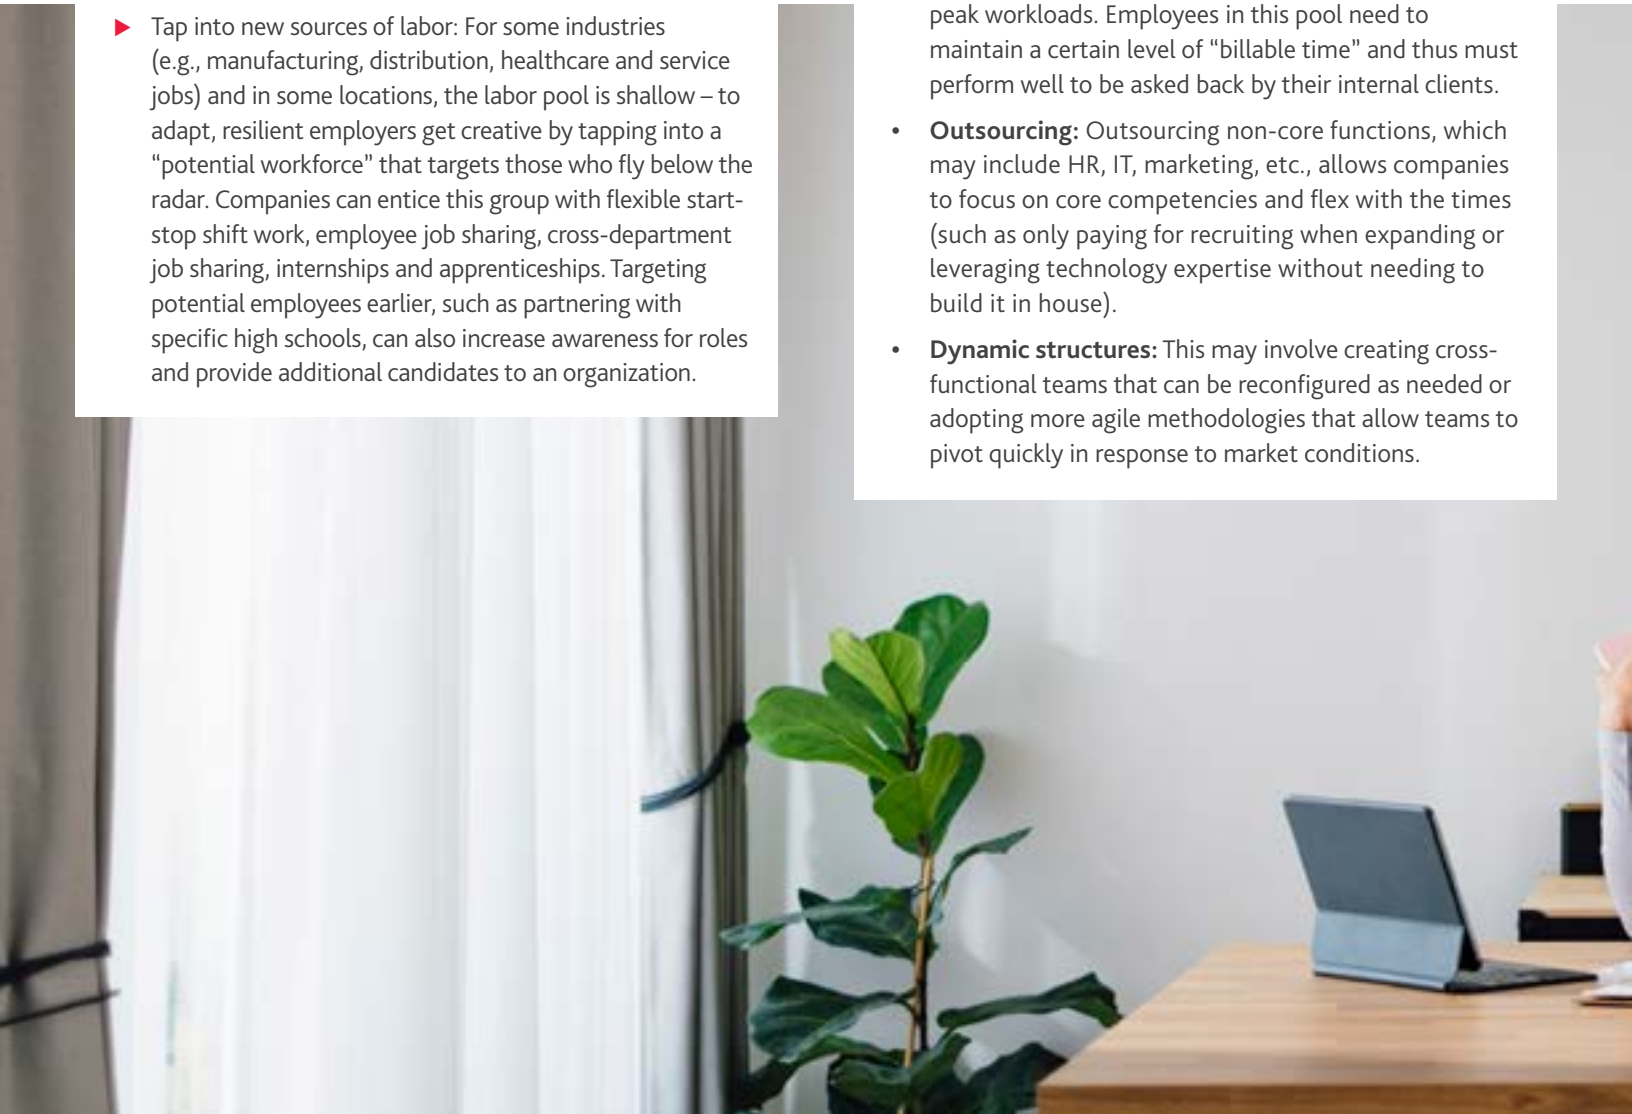 Tap into new sources of labor: For some industries
(e.g., manufacturing, distribution, healthcare and service
jobs) and in some locations, the labor pool is shallow – to
adapt, resilient employers get creative by tapping into a
“potential workforce” that targets those who fly below the
radar. Companies can entice this group with flexible start-
stop shift work, employee job sharing, cross-department
job sharing, internships and apprenticeships. Targeting
potential employees earlier, such as partnering with
specific high schools, can also increase awareness for roles
and provide additional candidates to an organization.
peak workloads. Employees in this pool need to
maintain a certain level of “billable time” and thus must
perform well to be asked back by their internal clients.
• Outsourcing: Outsourcing non-core functions, which
may include HR, IT, marketing, etc., allows companies
to focus on core competencies and flex with the times
(such as only paying for recruiting when expanding or
leveraging technology expertise without needing to
build it in house).
• Dynamic structures: This may involve creating cross-
functional teams that can be reconfigured as needed or
adopting more agile methodologies that allow teams to
pivot quickly in response to market conditions.